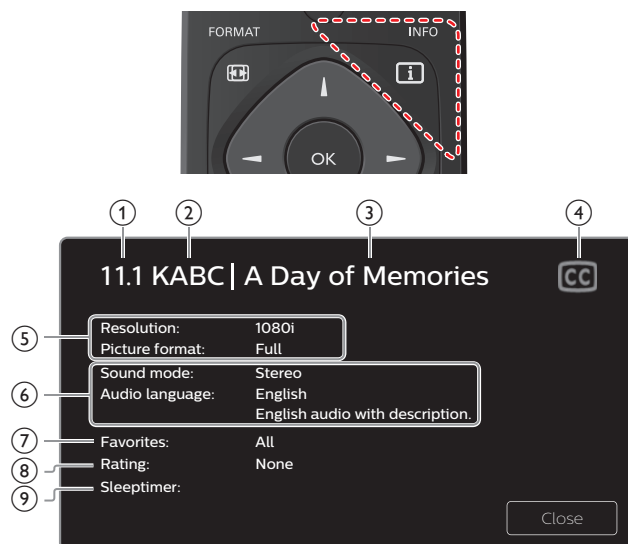 FORMAT INFO
i
OK
1 2 3 4
11.1 KABC | A Day of Memories CC
5 Resolution: 1080i
Picture format: Full
6 Sound mode: Stereo
Audio language: English
English audio with description.
7 Favorites: All
8 Rating: None
9 Sleeptimer:
Close